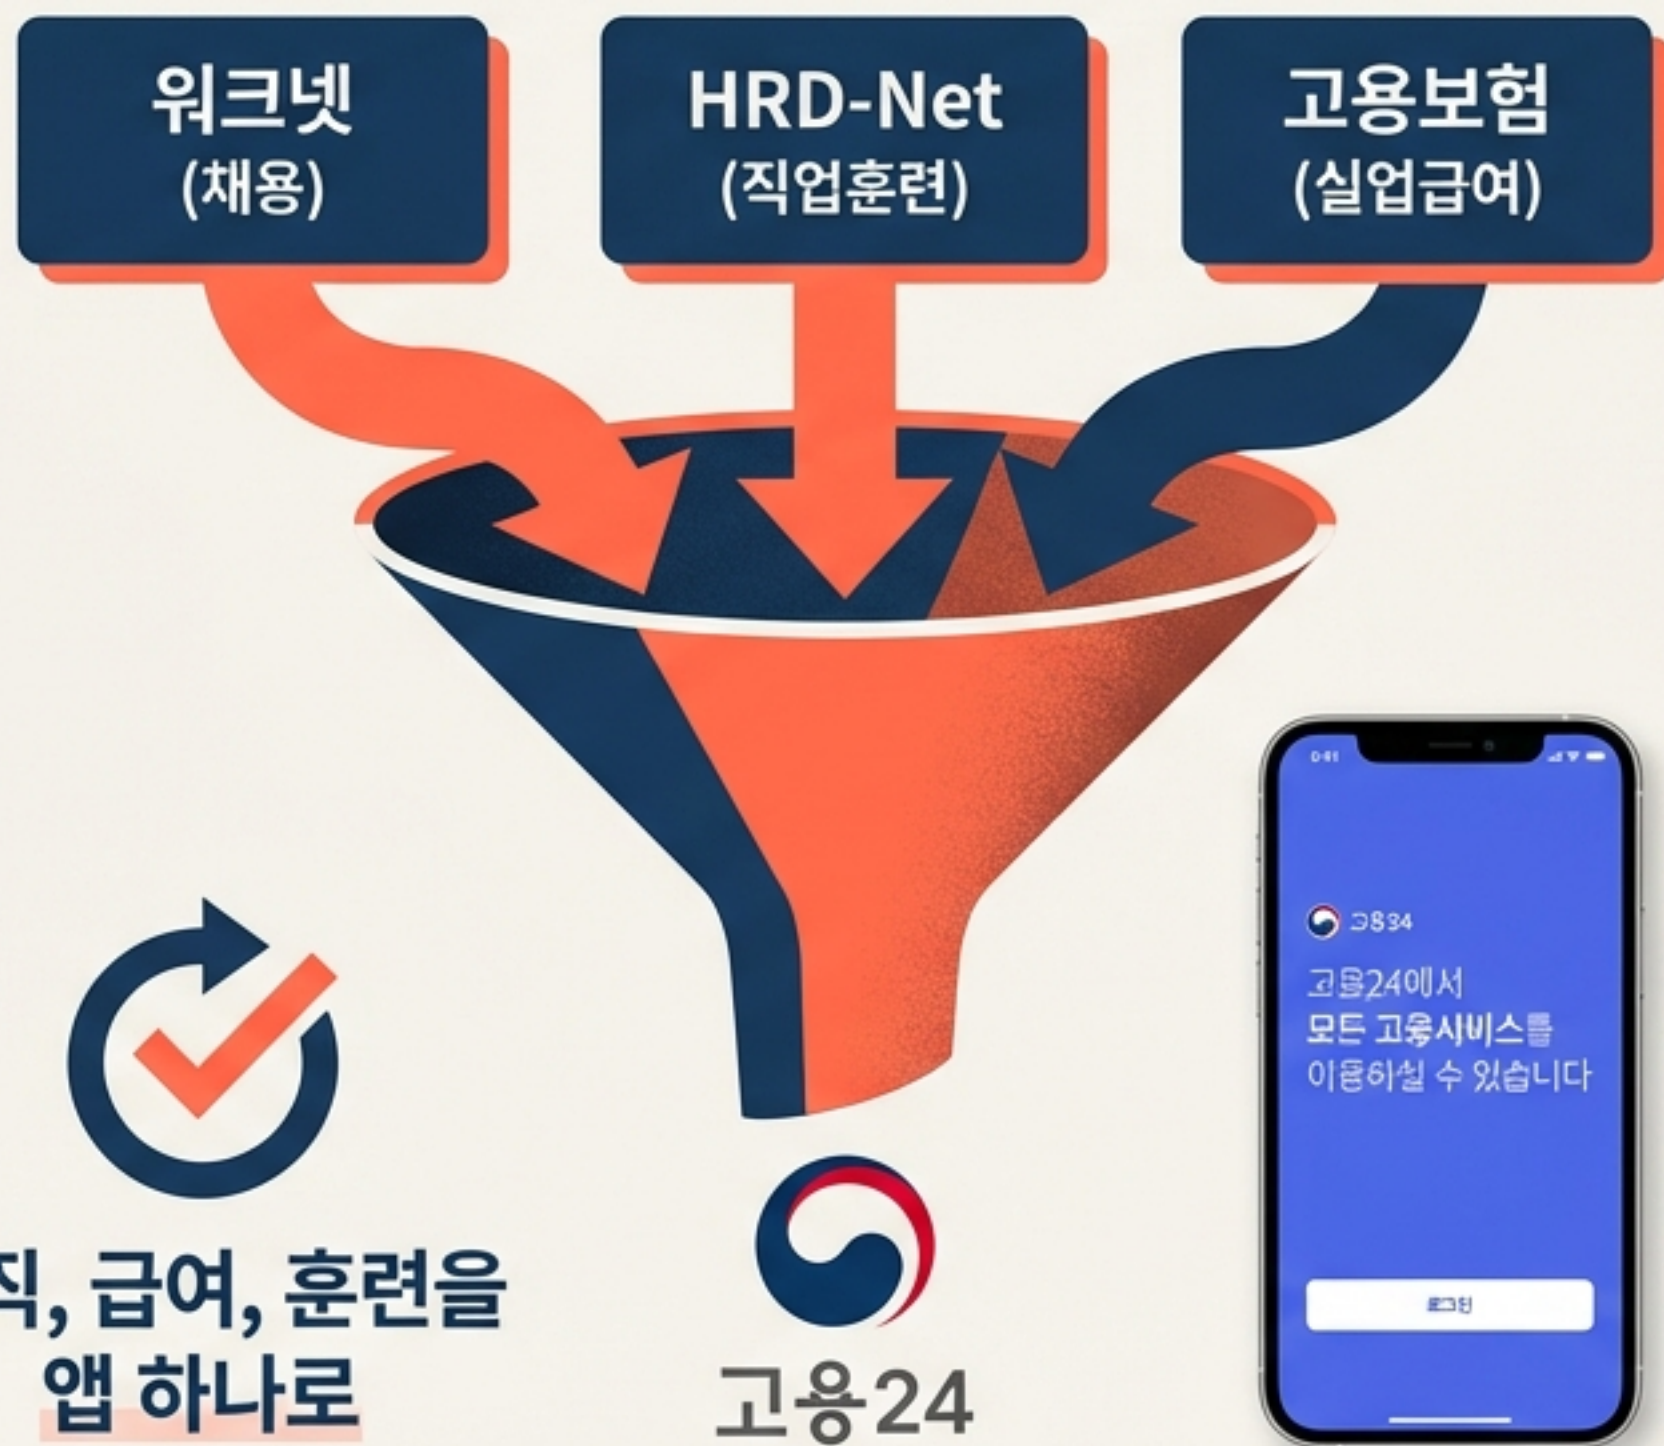 워크넷
(채용)
HRD-Net
(직업훈련)
고용보험
(실업급여)
직, 급여, 훈련을
앱 하나로
고용24
고용24에서
모든 고용서비스를
이용하실 수 있습니다